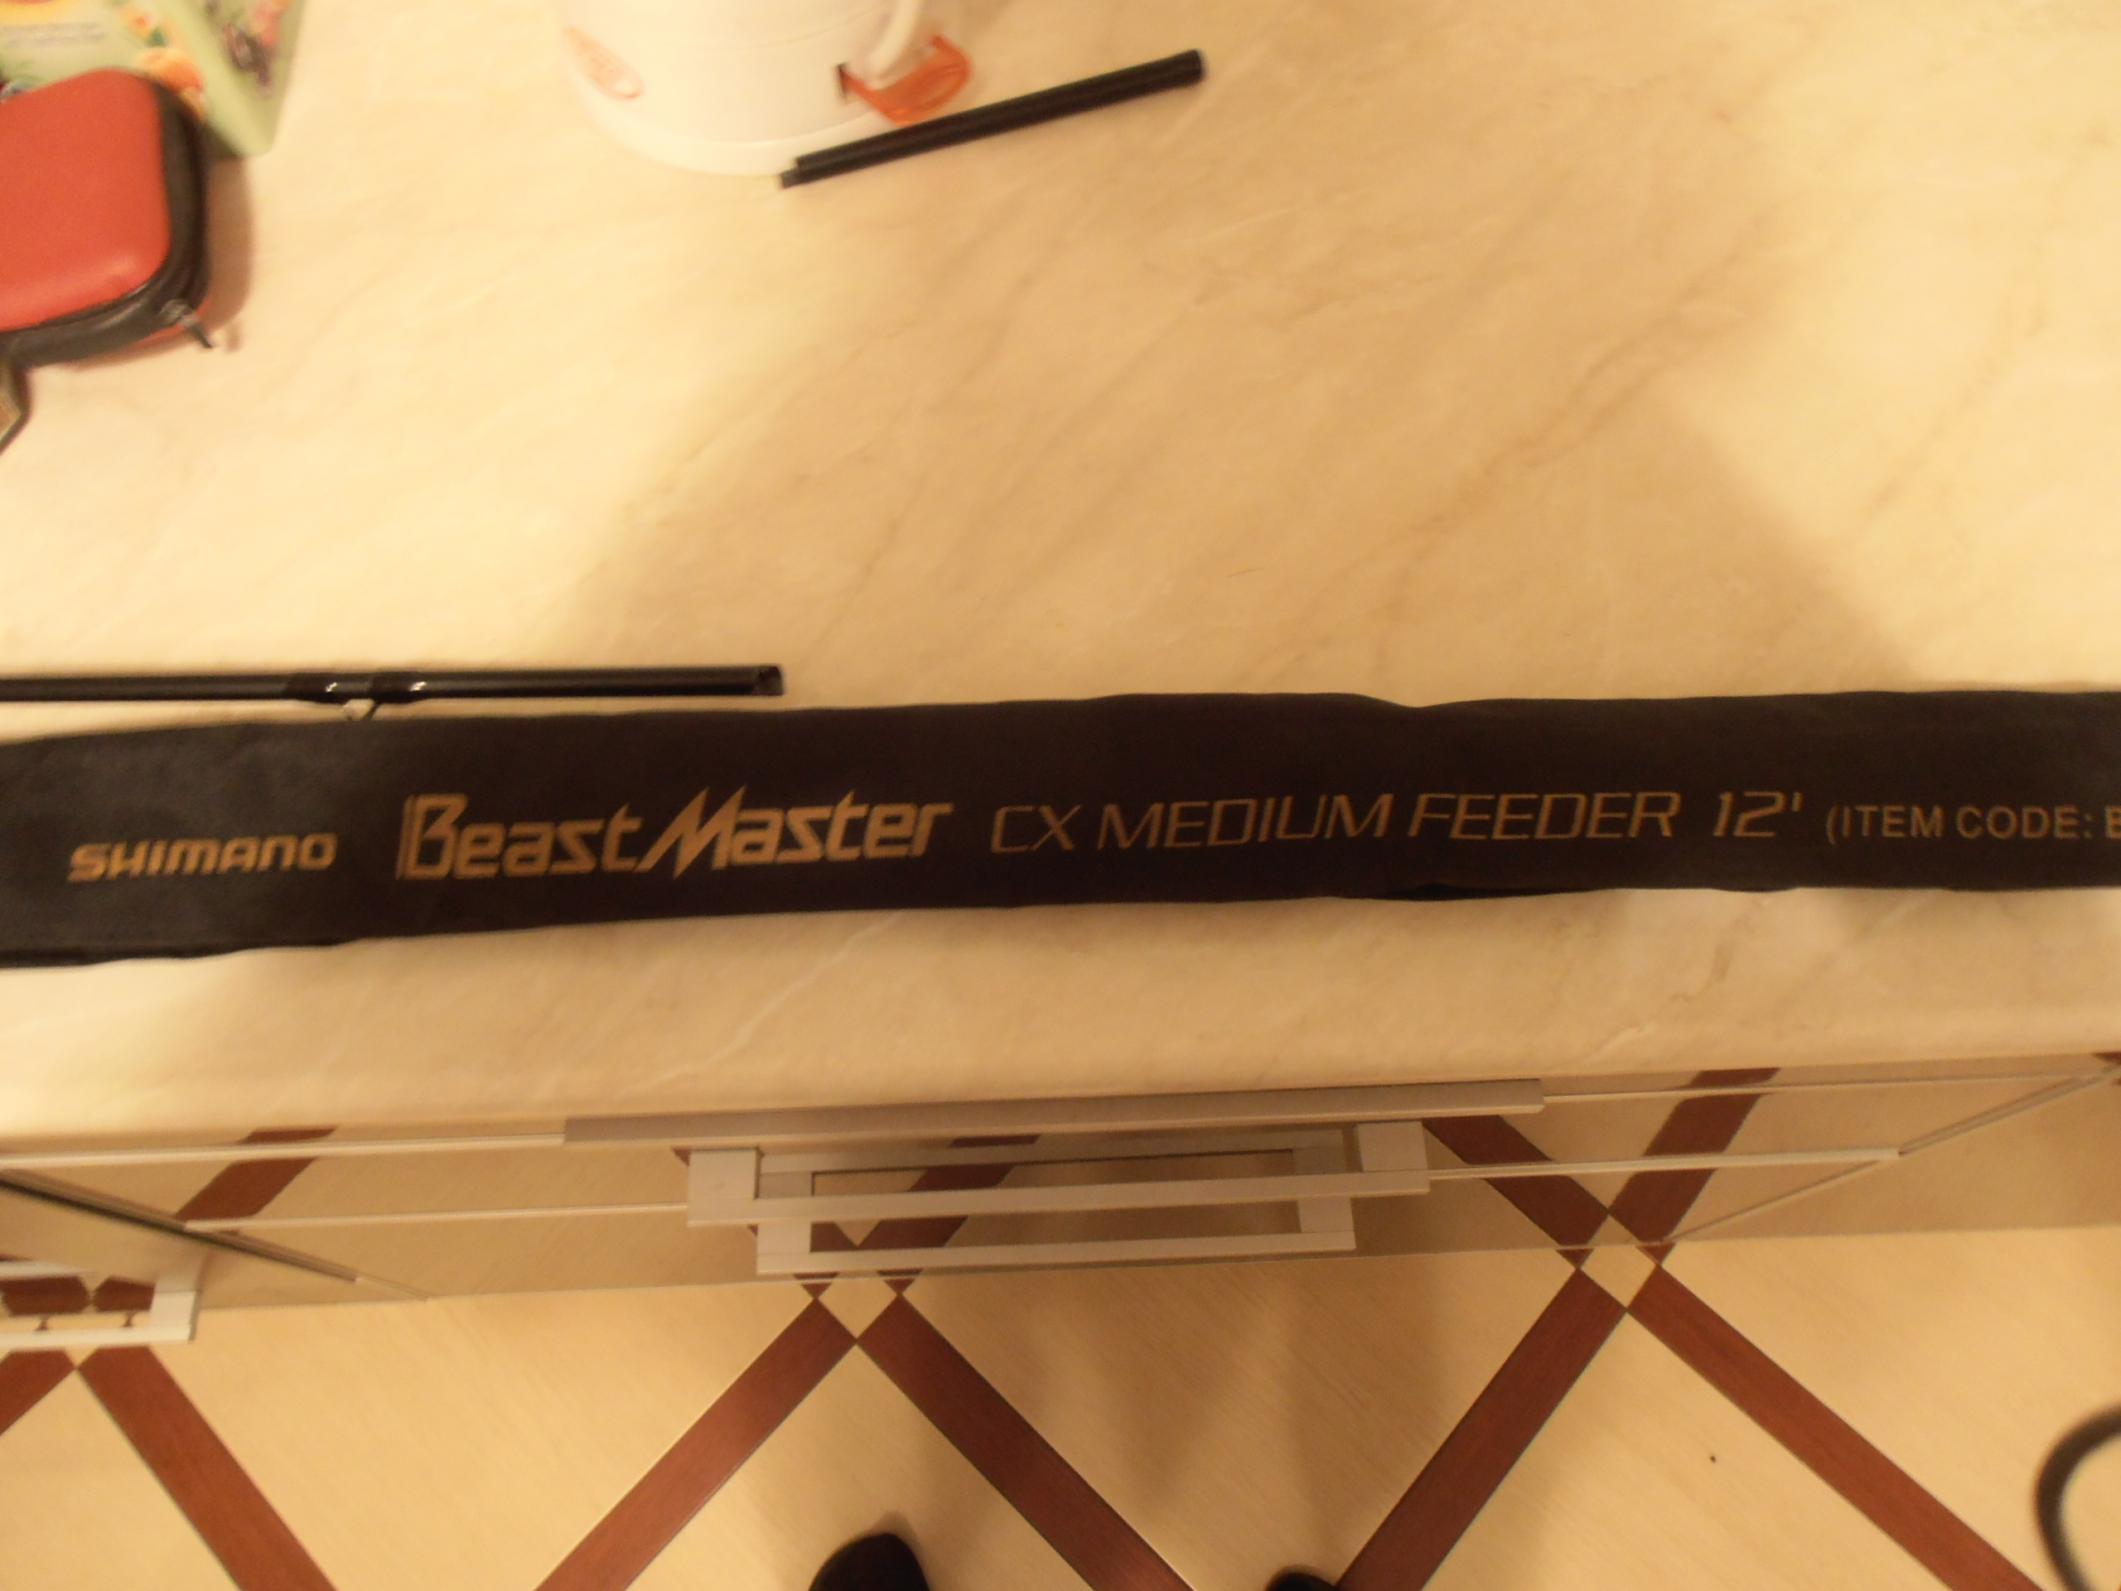 SHIMANO BeastMaster CX MEDIUM FEEDER 12' (ITEM CODE: